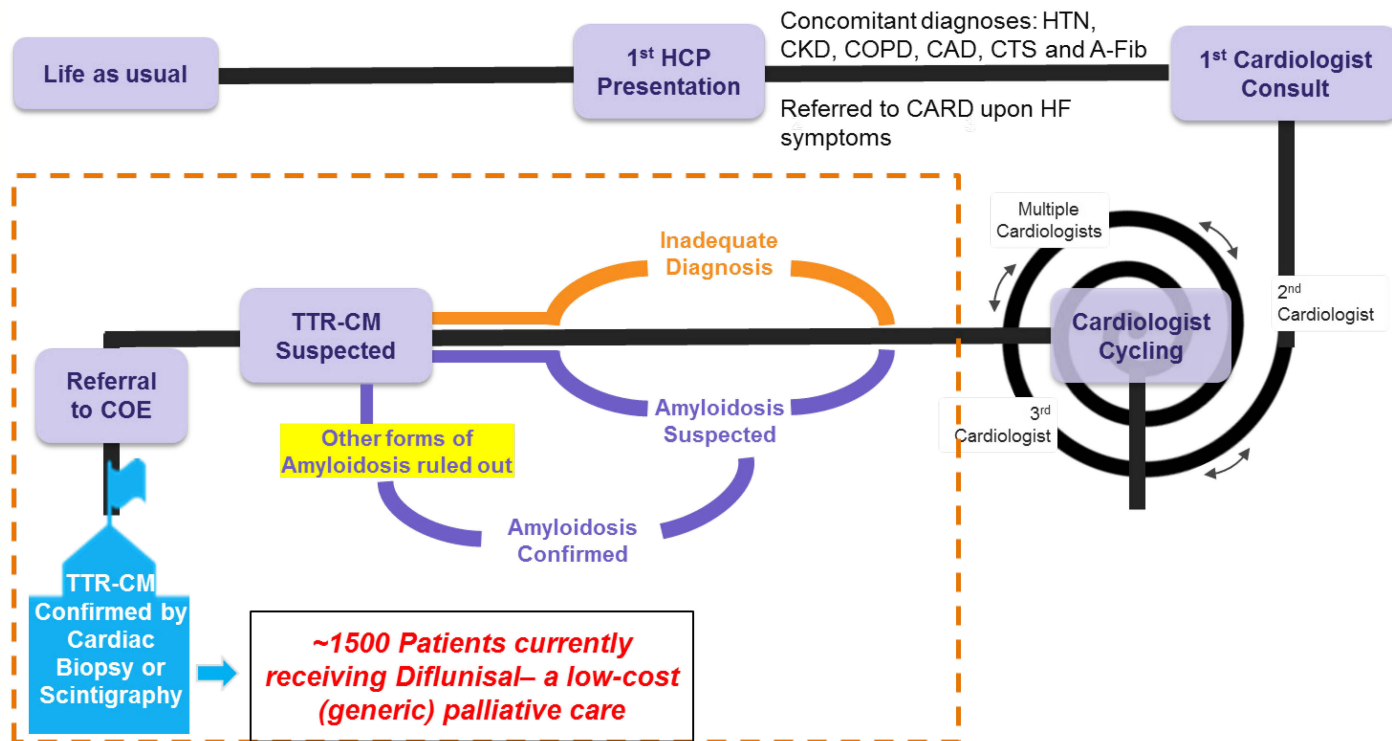 Life as usual
1st HCP
Presentation
Concomitant diagnoses: HTN,
CKD, COPD, CAD, CTS and A-Fib
Referred to CARD upon HF
symptoms
1st Cardiologist
Consult
Multiple
Cardiologists
2nd
Cardiologist
3rd
Cardiologist
Cardiologist
Cycling
Inadequate
Diagnosis
TTR-CM
Suspected
Amyloidosis
Suspected
Other forms of
Amyloidosis ruled out
Amyloidosis
Confirmed
Referral
to COE
TTR-CM
Confirmed by
Cardiac
Biopsy or
Scintigraphy
~1500 Patients currently
receiving Diflunisal– a low-cost
(generic) palliative care